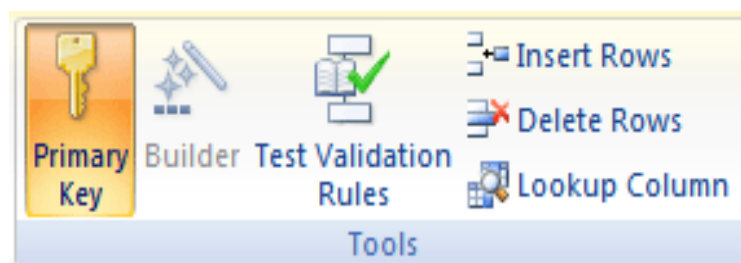 Primary
Key
Builder
Test Validation
Rules
Insert Rows
Delete Rows
Lookup Column
Tools